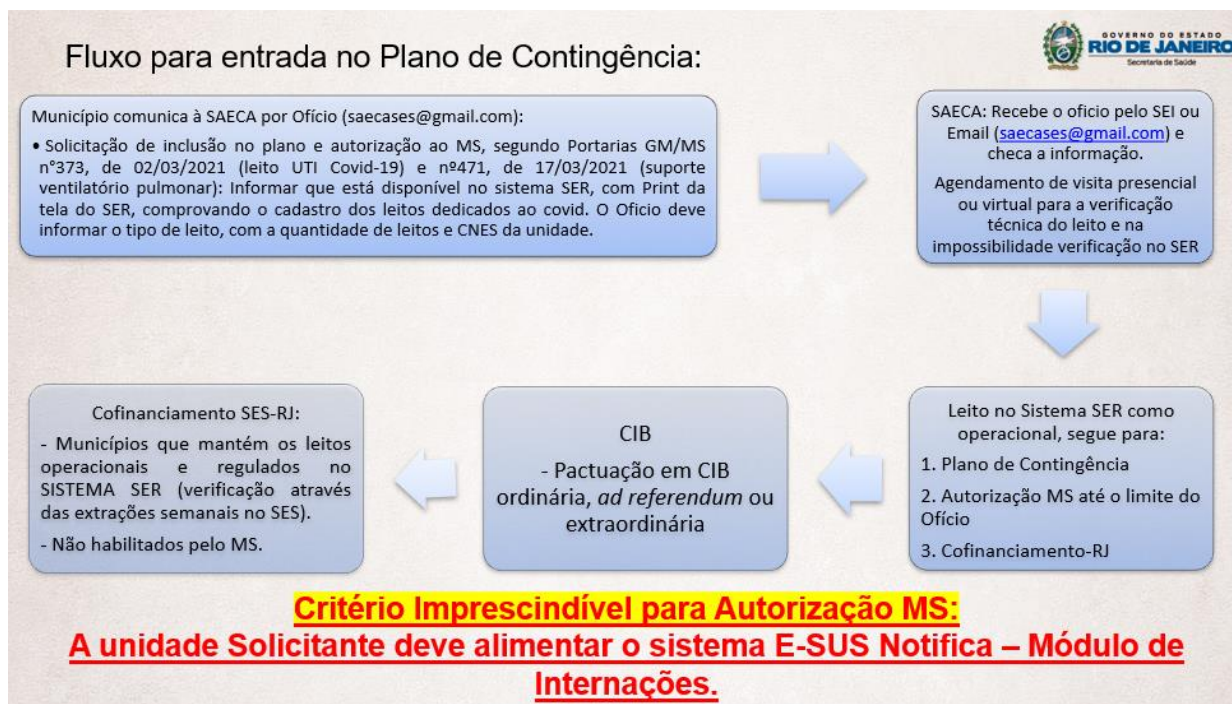 Fluxo para entrada no Plano de Contingência:
GOVERNO DO ESTADO
RIO DE JANEIRO
Secretaria de Saúde
Município comunica à SAECA por Ofício (saecases@gmail.com):
• Solicitação de inclusão no plano e autorização ao MS, segundo Portarias GM/MS
n°373, de 02/03/2021 (leito UTI Covid-19) e nº471, de 17/03/2021 (suporte
ventilatório pulmonar): Informar que está disponível no sistema SER, com Print da
tela do SER, comprovando o cadastro dos leitos dedicados ao covid. O Oficio deve
informar o tipo de leito, com a quantidade de leitos e CNES da unidade.
SAECA: Recebe o oficio pelo SEI ou
Email (saecases@gmail.com) e
checa a informação.
Agendamento de visita presencial
ou virtual para a verificação
técnica do leito e na
impossibilidade verificação no SER
Leito no Sistema SER como
operacional, segue para:
1. Plano de Contingência
2. Autorização MS até o limite do
Ofício
3. Cofinanciamento-RJ
CIB
- Pactuação em CIB
ordinária, ad referendum ou
extraordinária
Cofinanciamento SES-RJ:
- Municípios que mantém os leitos
operacionais e regulados no
SISTEMA SER (verificação através
das extrações semanais no SES).
- Não habilitados pelo MS.
Critério Imprescindível para Autorização MS:
A unidade Solicitante deve alimentar o sistema E-SUS Notifica – Módulo de
Internações.